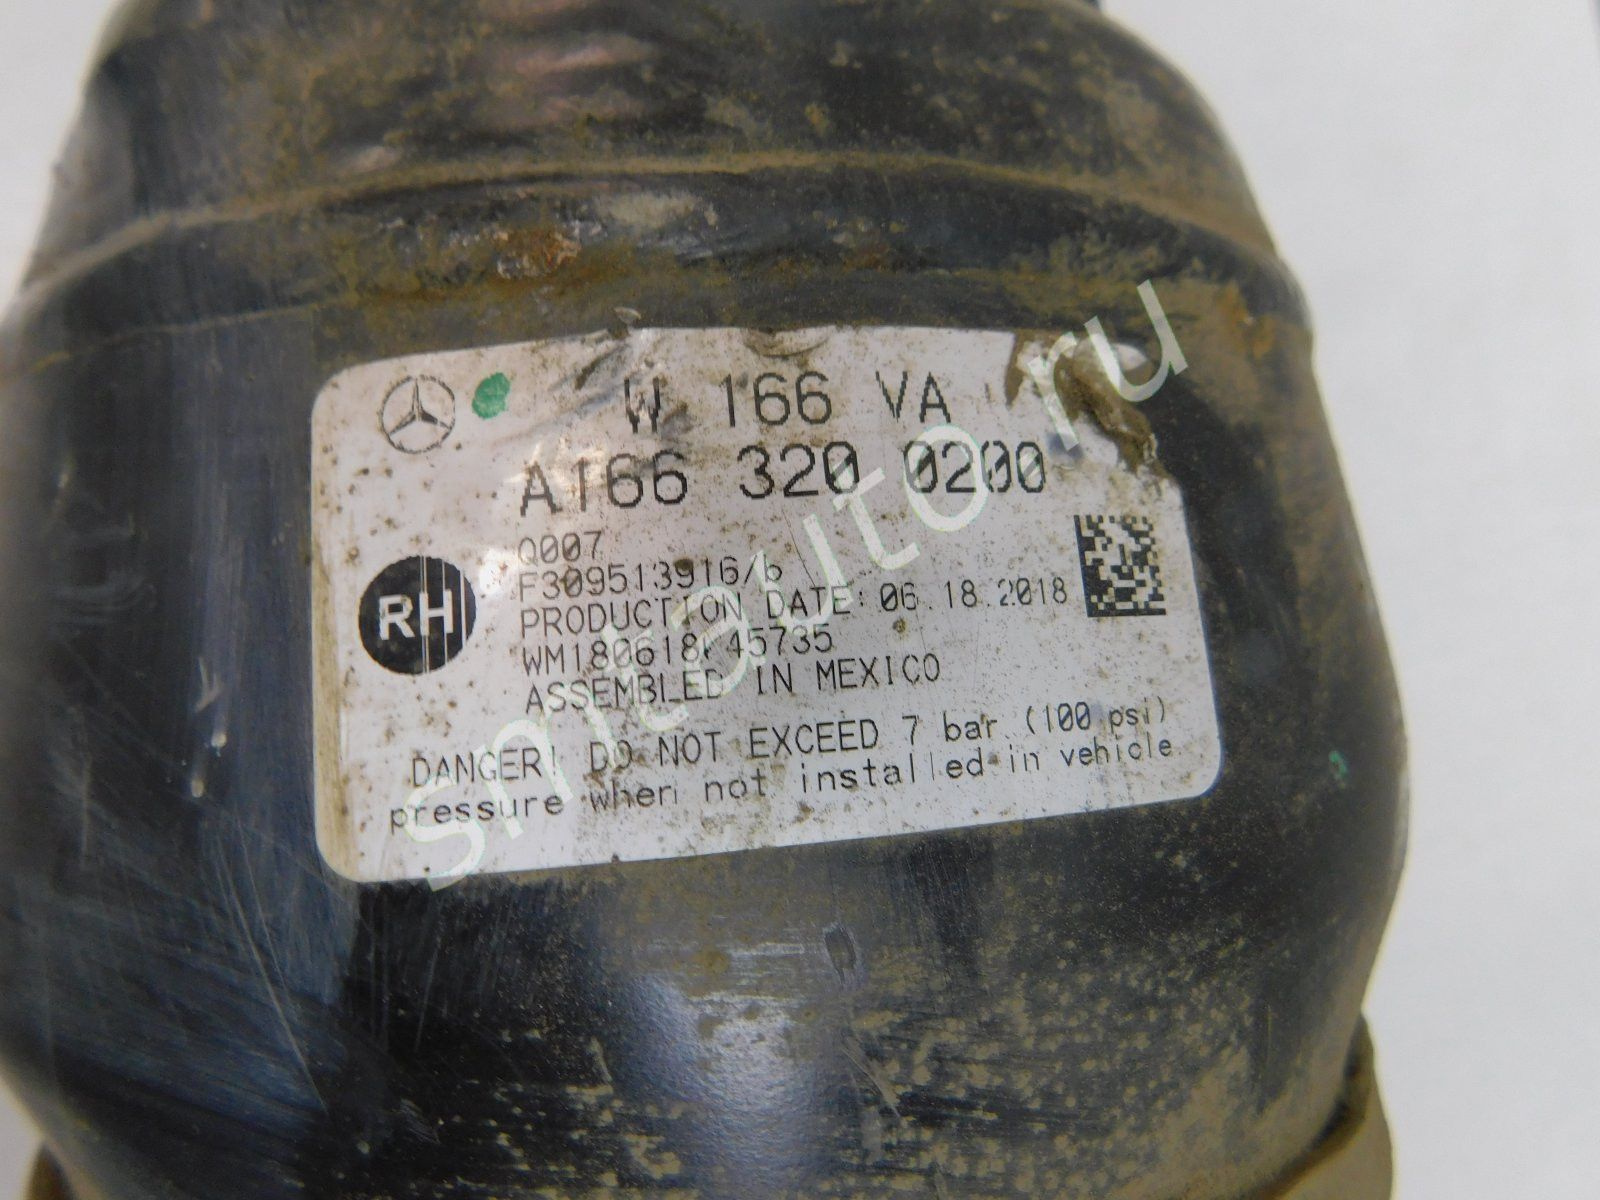 W 166 VA
A166 320 0200
Q007
F309513916/b
RH
PRODUCTION DATE: 06.18.2018
WM180618K45735
ASSEMBLED IN MEXICO
DANGER! DO NOT EXCEED 7 bar (100 psi)
pressure when not installed in vehicle
smtauto.ru